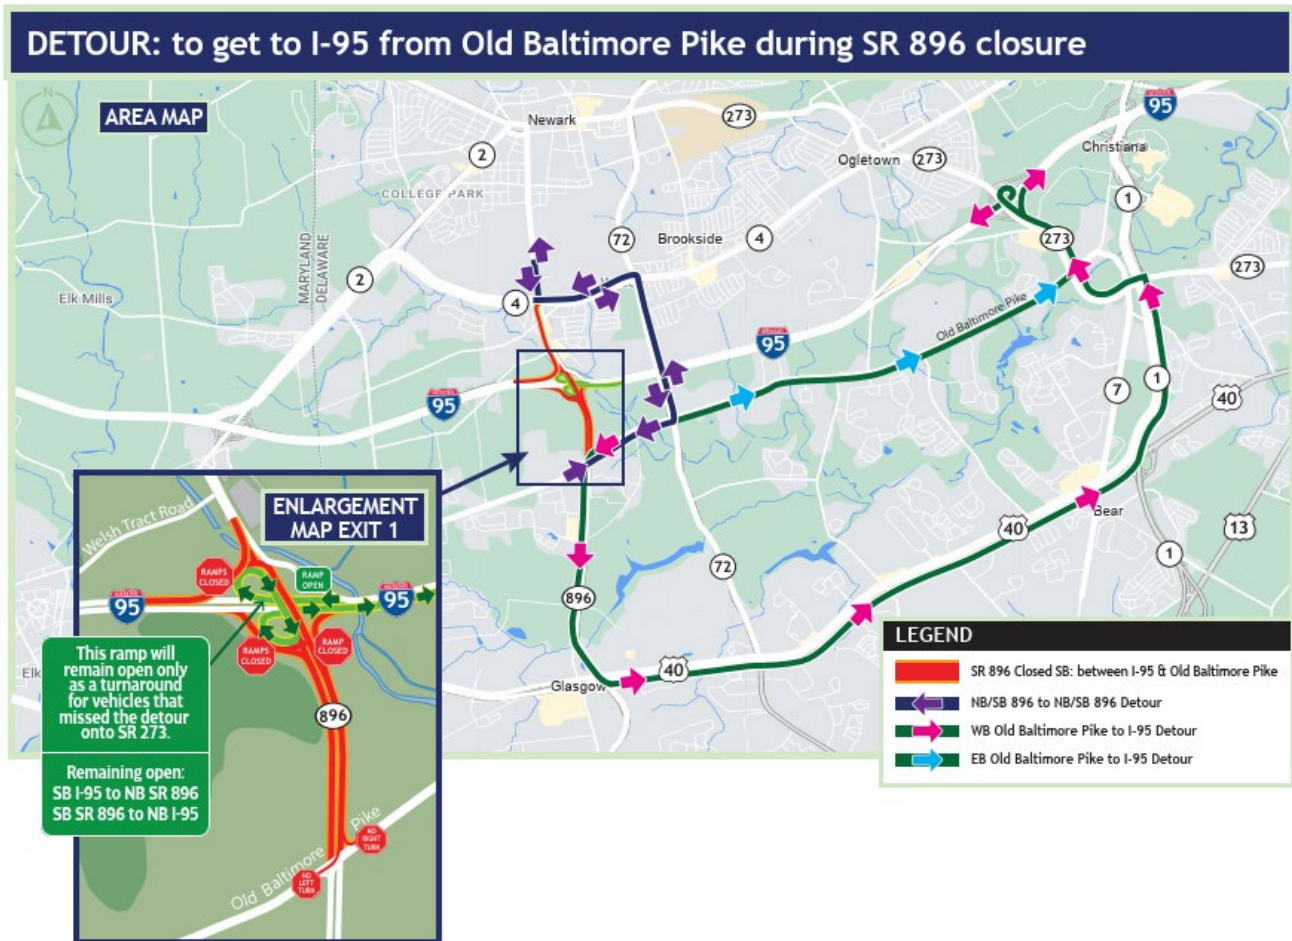 DETOUR: to get to I-95 from Old Baltimore Pike during SR 896 closure
N
AREA MAP
Newark
273
95
2
Christiana
Ogletown
273
COLLEGE PARK
1
72
Brookside
4
273
273
MARYLAND
DELAWARE
2
Elk Mills
4
Old Baltimore Pike
95
95
7
1
40
ENLARGEMENT
MAP EXIT 1
Welsh Tract Road
RAMPS
CLOSED
RAMP
OPEN
95
95
RAMPS
CLOSED
RAMP
CLOSED
This ramp will
remain open only
as a turnaround
for vehicles that
missed the detour
onto SR 273.
Remaining open:
SB I-95 to NB SR 896
SB SR 896 to NB I-95
896
NO
RIGHT
TURN
NO
LEFT
TURN
Old Baltimore Pike
Elk
40
Bear
13
1
72
896
40
Glasgow
LEGEND
SR 896 Closed SB: between I-95 & Old Baltimore Pike
NB/SB 896 to NB/SB 896 Detour
WB Old Baltimore Pike to I-95 Detour
EB Old Baltimore Pike to I-95 Detour